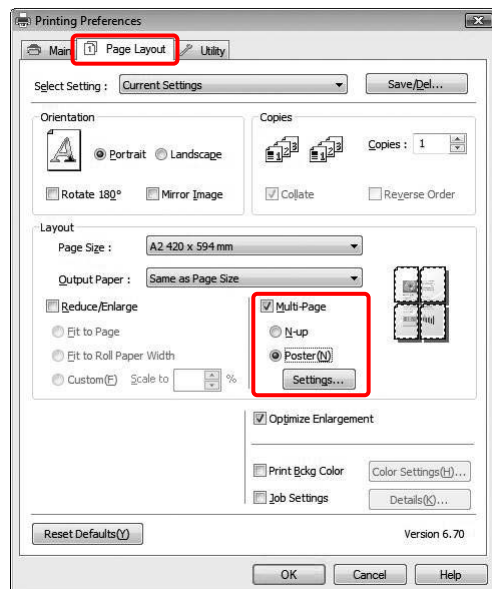 Printing Preferences
Main Page Layout Utility
Select Setting : Current Settings Save/Del...
Orientation
Portrait Landscape
Rotate 180° Mirror Image
Copies
Copies : 1
Collate Reverse Order
Layout
Page Size : A2 420 x 594 mm
Output Paper : Same as Page Size
Reduce/Enlarge
Fit to Page
Fit to Roll Paper Width
Custom(F) Scale to %
Multi-Page
N-up
Poster(N)
Settings...
Optimize Enlargement
Print Bckg Color Color Settings(H)...
Job Settings Details(K)...
Reset Defaults(Y) Version 6.70
OK Cancel Help